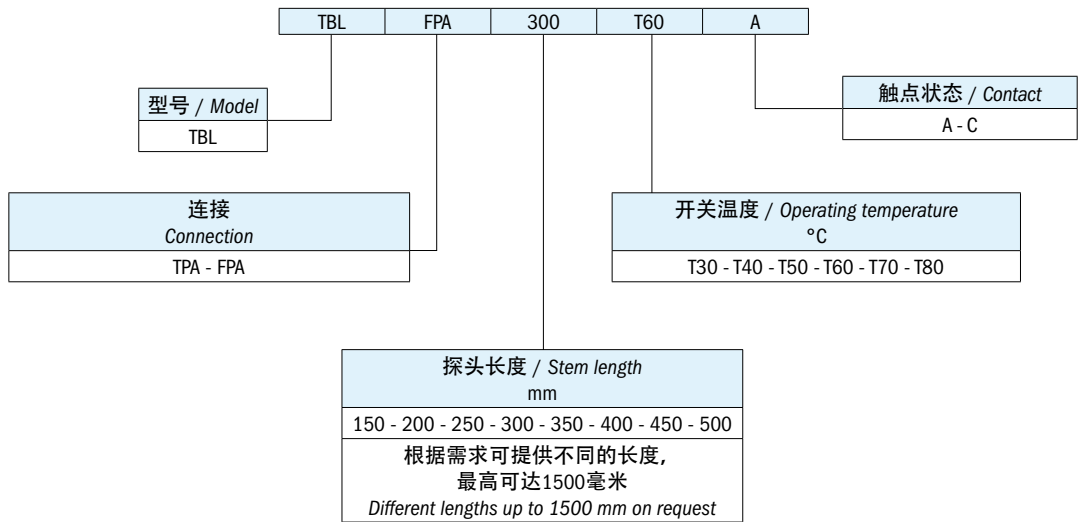 TBL FPA 300 T60 A
型号 / Model
TBL
触点状态 / Contact
A - C
连接
Connection
TPA - FPA
开关温度 / Operating temperature
°C
T30 - T40 - T50 - T60 - T70 - T80
探头长度 / Stem length
mm
150 - 200 - 250 - 300 - 350 - 400 - 450 - 500
根据需求可提供不同的长度，
最高可达1500毫米
Different lengths up to 1500 mm on request